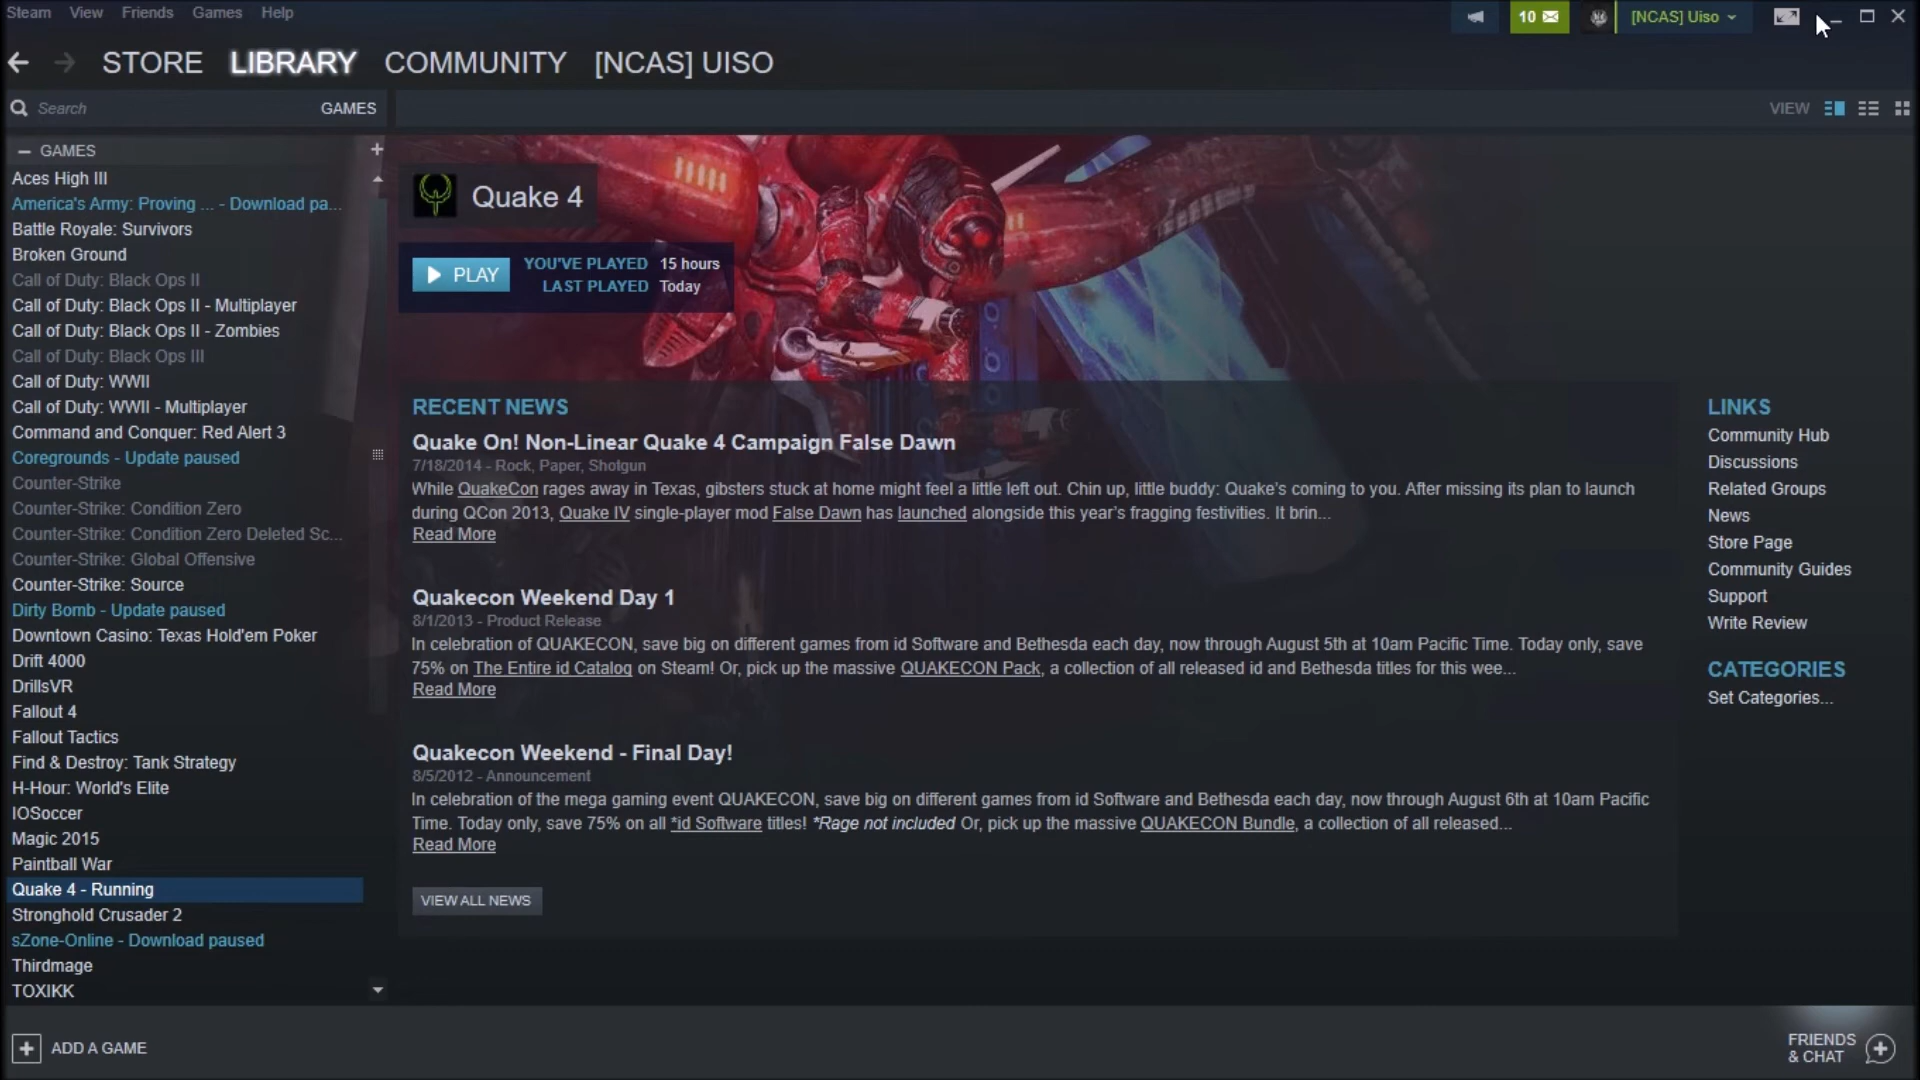 Steam View Friends Games Help
10 [NCAS] Uiso
STORE LIBRARY COMMUNITY [NCAS] UISO
Search GAMES
VIEW
GAMES
Aces High III
America's Army: Proving ... - Download pa...
Battle Royale: Survivors
Broken Ground
Call of Duty: Black Ops II
Call of Duty: Black Ops II - Multiplayer
Call of Duty: Black Ops II - Zombies
Call of Duty: Black Ops III
Call of Duty: WWII
Call of Duty: WWII - Multiplayer
Command and Conquer: Red Alert 3
Coregrounds - Update paused
Counter-Strike
Counter-Strike: Condition Zero
Counter-Strike: Condition Zero Deleted Sc...
Counter-Strike: Global Offensive
Counter-Strike: Source
Dirty Bomb - Update paused
Downtown Casino: Texas Hold'em Poker
Drift 4000
DrillsVR
Fallout 4
Fallout Tactics
Find & Destroy: Tank Strategy
H-Hour: World's Elite
IOSoccer
Magic 2015
Paintball War
Quake 4 - Running
Stronghold Crusader 2
sZone-Online - Download paused
Thirdmage
TOXIKK
ADD A GAME
Quake 4
PLAY
YOU'VE PLAYED 15 hours
LAST PLAYED Today
RECENT NEWS
Quake On! Non-Linear Quake 4 Campaign False Dawn
7/18/2014 - Rock, Paper, Shotgun
While QuakeCon rages away in Texas, gibsters stuck at home might feel a little left out. Chin up, little buddy: Quake's coming to you. After missing its plan to launch
during QCon 2013, Quake IV single-player mod False Dawn has launched alongside this year's fragging festivities. It brin...
Read More
Quakecon Weekend Day 1
8/1/2013 - Product Release
In celebration of QUAKECON, save big on different games from id Software and Bethesda each day, now through August 5th at 10am Pacific Time. Today only, save
75% on The Entire id Catalog on Steam! Or, pick up the massive QUAKECON Pack, a collection of all released id and Bethesda titles for this wee...
Read More
Quakecon Weekend - Final Day!
8/5/2012 - Announcement
In celebration of the mega gaming event QUAKECON, save big on different games from id Software and Bethesda each day, now through August 6th at 10am Pacific
Time. Today only, save 75% on all *id Software titles! *Rage not included Or, pick up the massive QUAKECON Bundle, a collection of all released...
Read More
VIEW ALL NEWS
LINKS
Community Hub
Discussions
Related Groups
News
Store Page
Community Guides
Support
Write Review
CATEGORIES
Set Categories...
FRIENDS
& CHAT